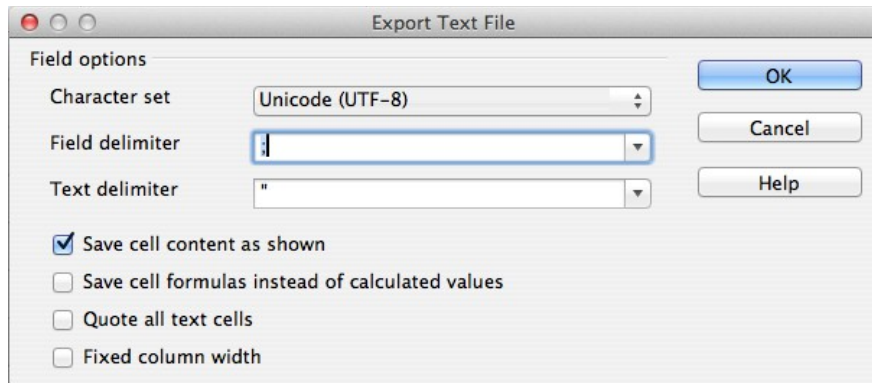 Export Text File
Field options
OK
Character set Unicode (UTF-8)
Cancel
Field delimiter ;
Help
Text delimiter "
Save cell content as shown
Save cell formulas instead of calculated values
Quote all text cells
Fixed column width